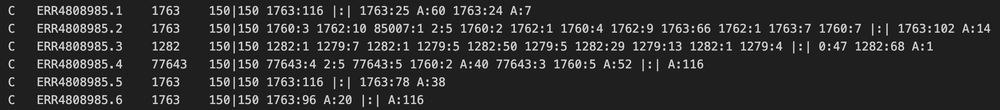 C ERR4808985.1 1763 150|150 1763:116 |:| 1763:25 A:60 1763:24 A:7
C ERR4808985.2 1763 150|150 1760:3 1762:10 85007:1 2:5 1760:2 1762:1 1760:4 1762:9 1763:66 1762:1 1763:7 1760:7 |:| 1763:102 A:14
C ERR4808985.3 1282 150|150 1282:1 1279:7 1282:1 1279:5 1282:50 1279:5 1282:29 1279:13 1282:1 1279:4 |:| 0:47 1282:68 A:1
C ERR4808985.4 77643 150|150 77643:4 2:5 77643:5 1760:2 A:40 77643:3 1760:5 A:52 |:| A:116
C ERR4808985.5 1763 150|150 1763:116 |:| 1763:78 A:38
C ERR4808985.6 1763 150|150 1763:96 A:20 |:| A:116